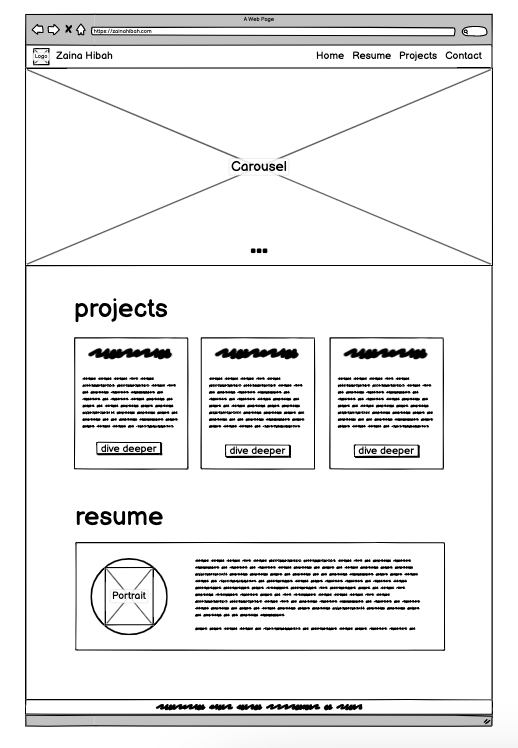 A Web Page
https://zainahibah.com
Logo
Zaina Hibah
Home Resume Projects Contact
Carousel
projects
dive deeper
dive deeper
dive deeper
resume
Portrait